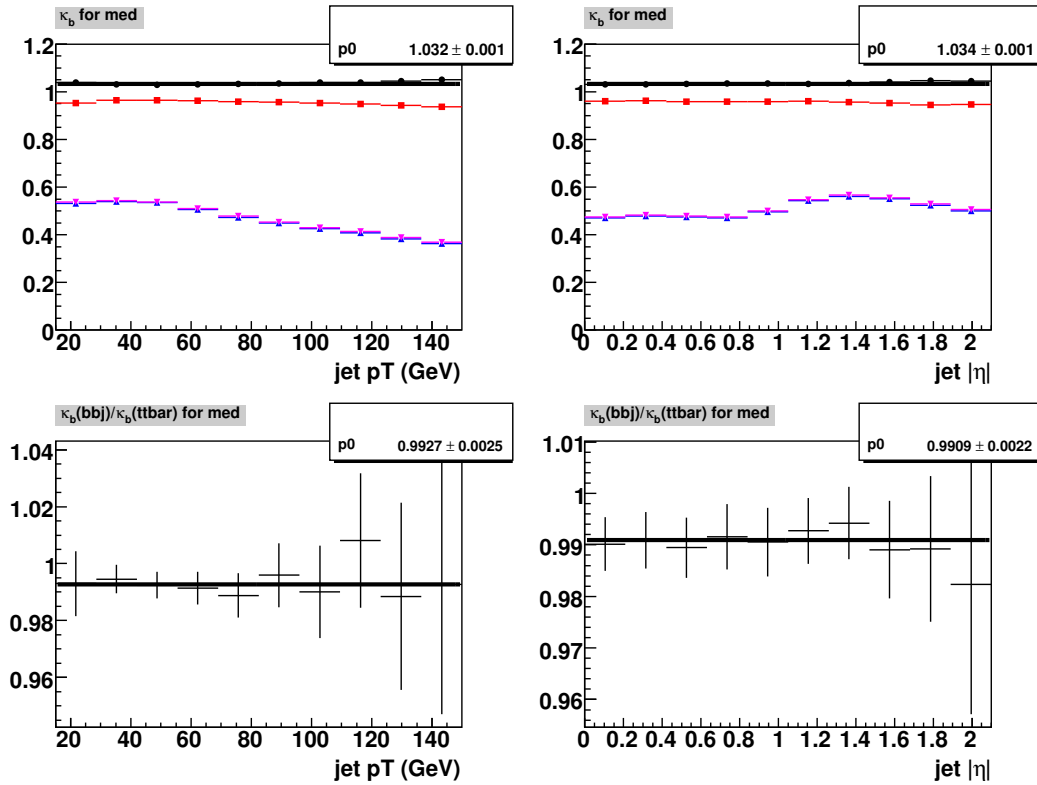 κb for med
p0 1.032 ± 0.001
1.2
1
0.8
0.6
0.4
0.2
0
20 40 60 80 100 120 140
jet pT (GeV)
κb for med
p0 1.034 ± 0.001
1.2
1
0.8
0.6
0.4
0.2
0
0 0.2 0.4 0.6 0.8 1 1.2 1.4 1.6 1.8 2
jet |η|
κb(bbj)/κb(ttbar) for med
p0 0.9927 ± 0.0025
1.04
1.02
1
0.98
0.96
20 40 60 80 100 120 140
jet pT (GeV)
κb(bbj)/κb(ttbar) for med
p0 0.9909 ± 0.0022
1.01
1
0.99
0.98
0.97
0.96
0 0.2 0.4 0.6 0.8 1 1.2 1.4 1.6 1.8 2
jet |η|